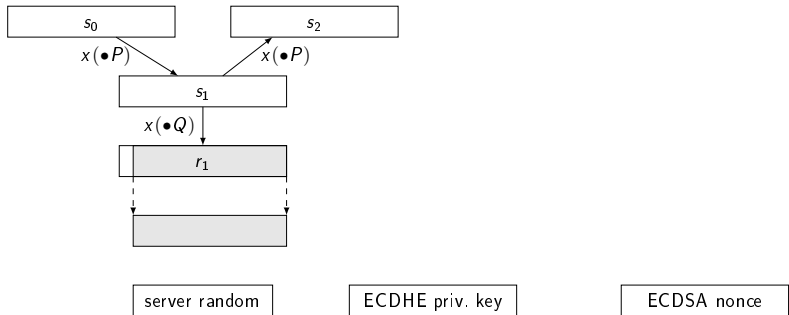 s0 s2
x(•P) x(•P)
s1
x(•Q)
r1
server random ECDHE priv. key ECDSA nonce